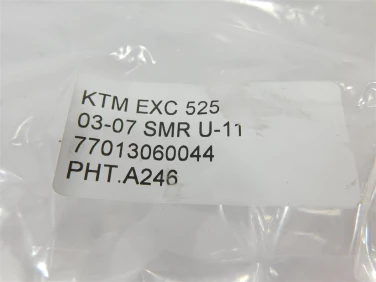 KTM EXC 525
03-07 SMR U-11
77013060044
PHT.A246